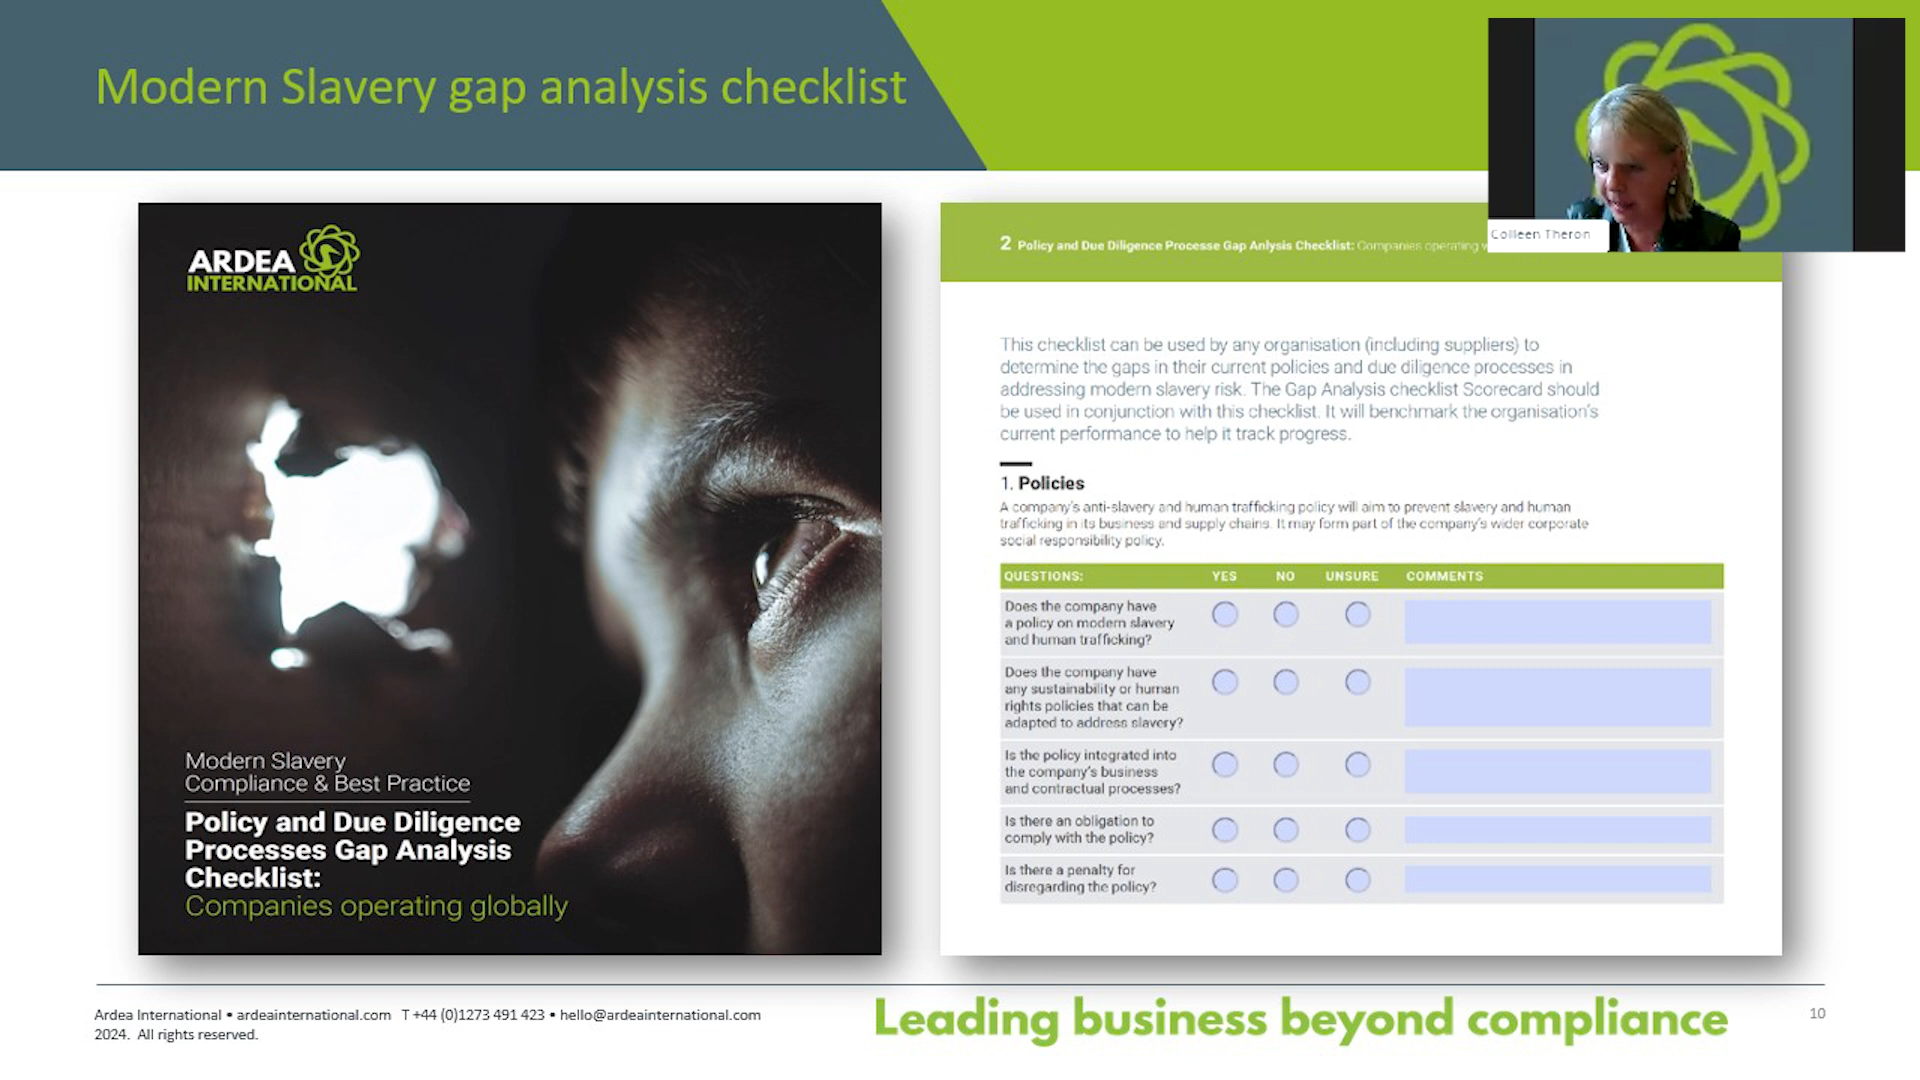 Modern Slavery gap analysis checklist
Colleen Theron
ARDEA
INTERNATIONAL
Modern Slavery
Compliance & Best Practice
Policy and Due Diligence
Processes Gap Analysis
Checklist:
Companies operating globally
2 Policy and Due Diligence Processe Gap Anlysis Checklist: Companies operating
This checklist can be used by any organisation (including suppliers) to
determine the gaps in their current policies and due diligence processes in
addressing modern slavery risk. The Gap Analysis checklist Scorecard should
be used in conjunction with this checklist. It will benchmark the organisation's
current performance to help it track progress.
1. Policies
A company's anti-slavery and human trafficking policy will aim to prevent slavery and human
trafficking in its business and supply chains. It may form part of the company's wider corporate
social responsibility policy.
QUESTIONS: YES NO UNSURE COMMENTS
Does the company have
a policy on modern slavery
and human trafficking?
Does the company have
any sustainability or human
rights policies that can be
adapted to address slavery?
Is the policy integrated into
the company's business
and contractual processes?
Is there an obligation to
comply with the policy?
Is there a penalty for
disregarding the policy?
Ardea International • ardeainternational.com T +44 (0)1273 491 423 • hello@ardeainternational.com
2024. All rights reserved.
Leading business beyond compliance
10